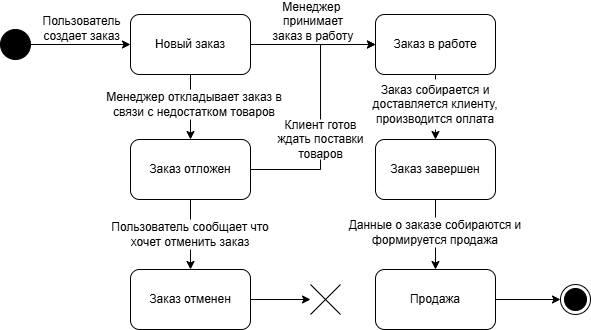 Пользователь
создает заказ
Менеджер
принимает
заказ в работу
Новый заказ
Заказ в работе
Менеджер откладывает заказ в
связи с недостатком товаров
Заказ собирается и
доставляется клиенту,
производится оплата
Клиент готов
ждать поставки
товаров
Заказ отложен
Заказ завершен
Пользователь сообщает что
хочет отменить заказ
Данные о заказе собираются и
формируется продажа
Заказ отменен
Продажа